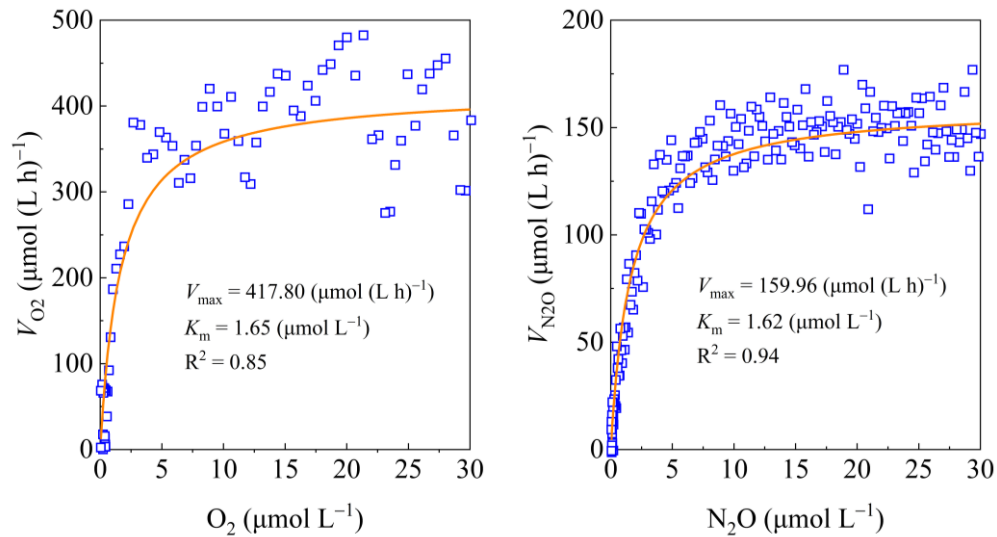 500
400
300
200
100
0
V_O2 (μmol (L h)⁻¹)
V_max = 417.80 (μmol (L h)⁻¹)
K_m = 1.65 (μmol L⁻¹)
R² = 0.85
0 5 10 15 20 25 30
O₂ (μmol L⁻¹)
200
150
100
50
0
V_N2O (μmol (L h)⁻¹)
V_max = 159.96 (μmol (L h)⁻¹)
K_m = 1.62 (μmol L⁻¹)
R² = 0.94
0 5 10 15 20 25 30
N₂O (μmol L⁻¹)